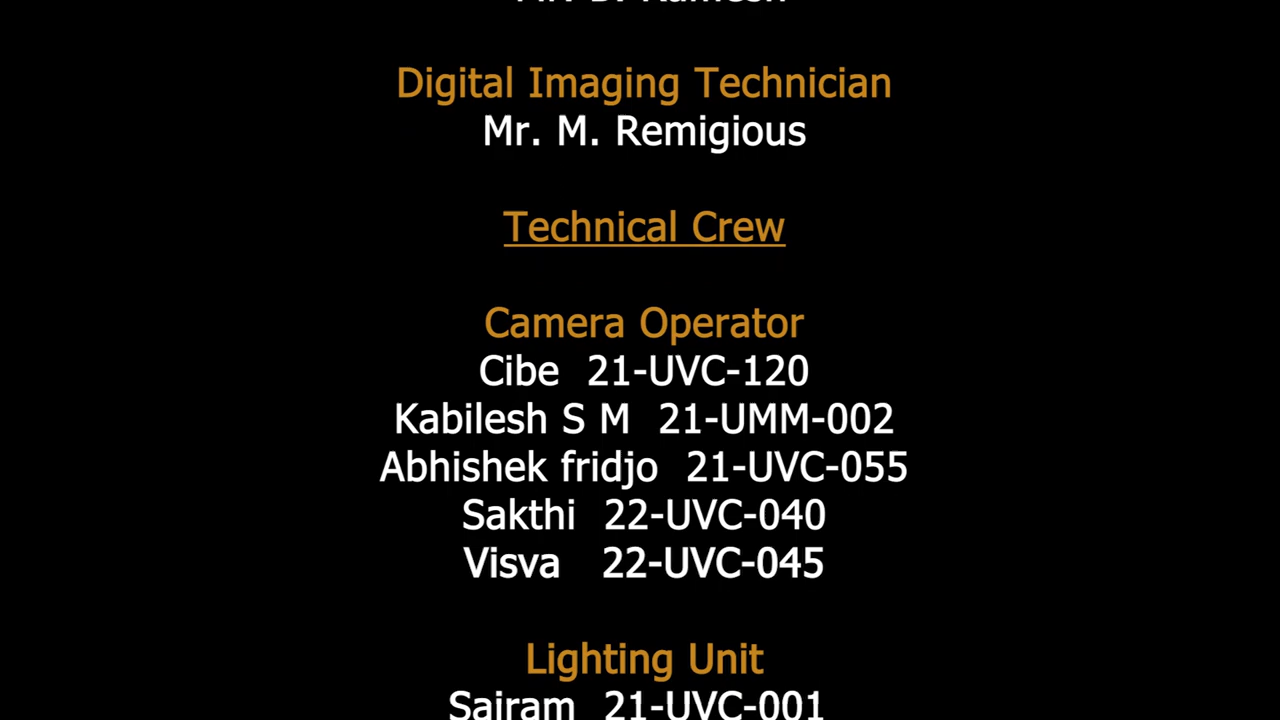 Digital Imaging Technician
Mr. M. Remigious
Technical Crew
Camera Operator
Cibe 21-UVC-120
Kabilesh S M 21-UMM-002
Abhishek fridjo 21-UVC-055
Sakthi 22-UVC-040
Visva 22-UVC-045
Lighting Unit
Sairam 21-UVC-001